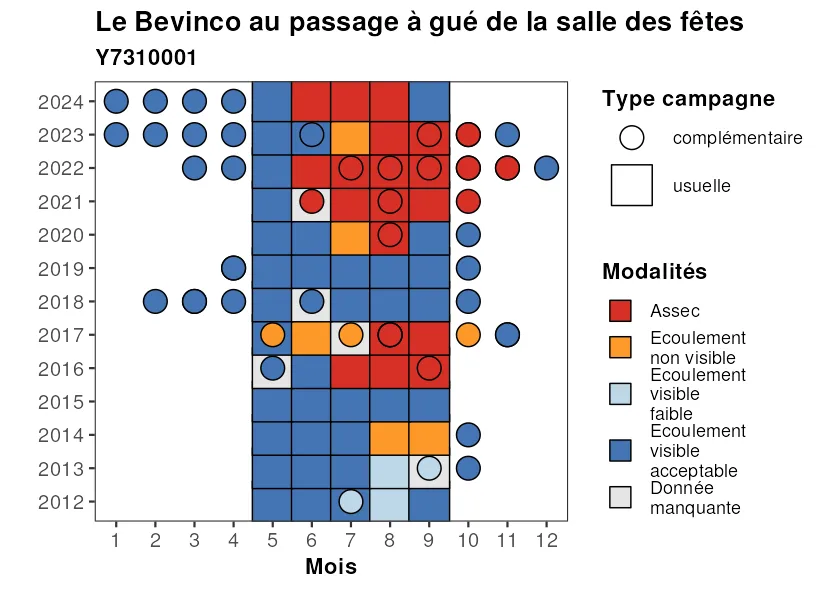 Le Bevinco au passage à gué de la salle des fêtes
Y7310001
2024
2023
2022
2021
2020
2019
2018
2017
2016
2015
2014
2013
2012
1 2 3 4 5 6 7 8 9 10 11 12
Mois
Type campagne
complémentaire
usuelle
Modalités
Assec
Ecoulement
non visible
Ecoulement
visible
faible
Ecoulement
visible
acceptable
Donnée
manquante